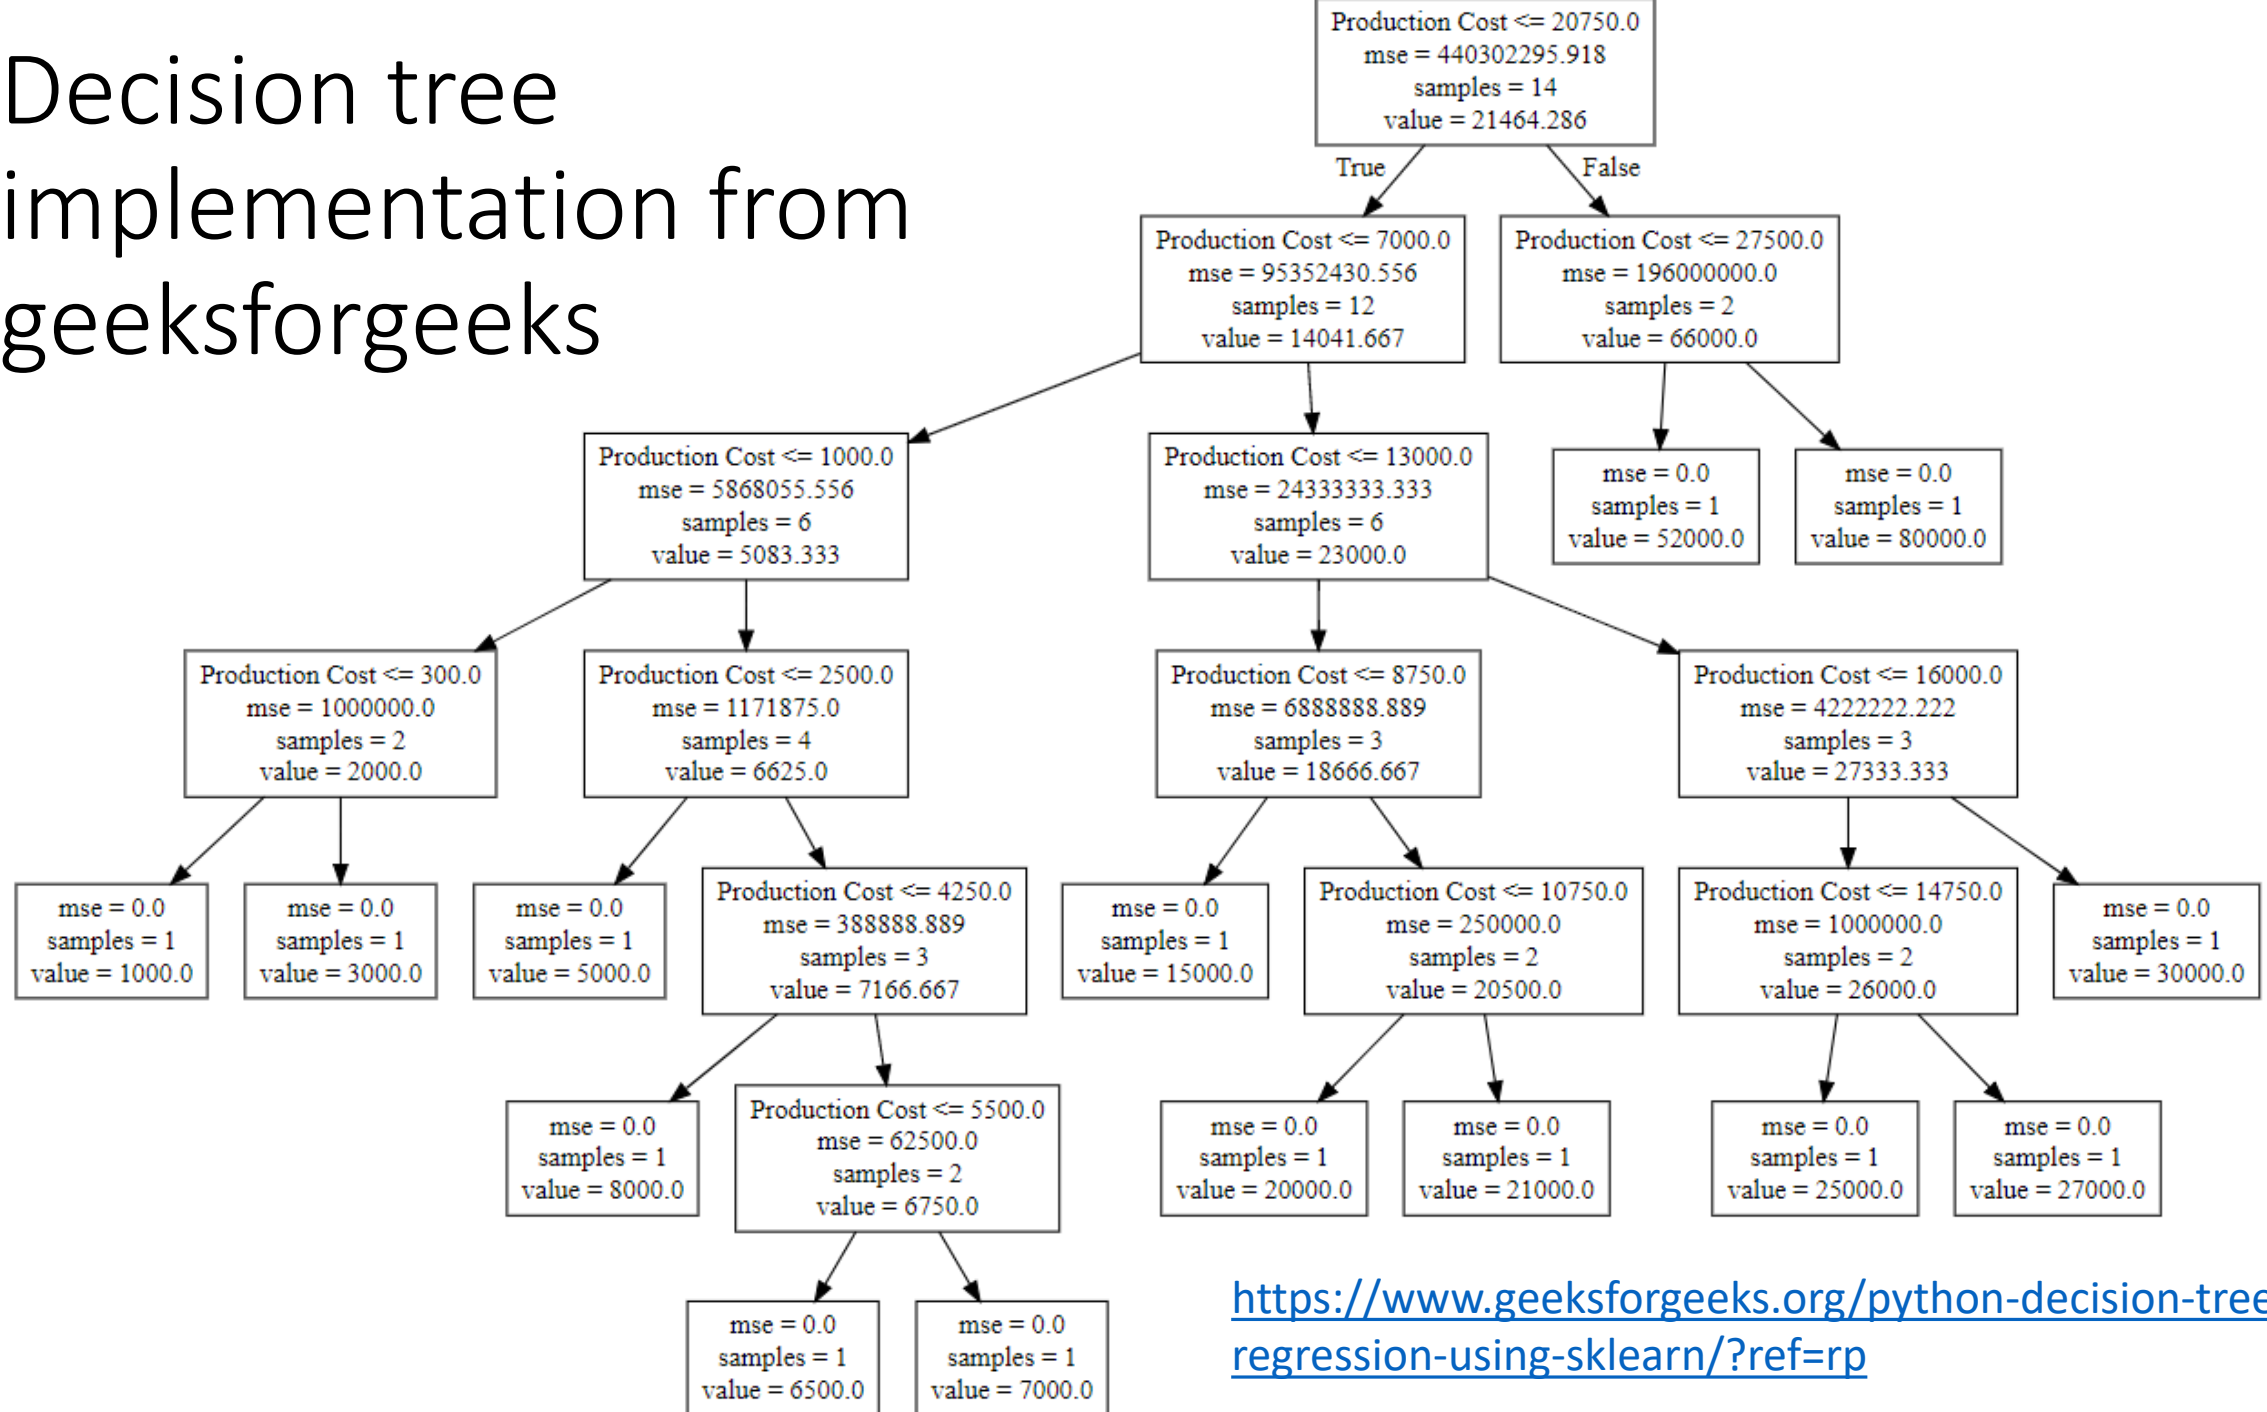 Decision tree
implementation from
geeksforgeeks
Production Cost <= 20750.0
mse = 440302295.918
samples = 14
value = 21464.286
True
False
Production Cost <= 7000.0
mse = 95352430.556
samples = 12
value = 14041.667
Production Cost <= 27500.0
mse = 196000000.0
samples = 2
value = 66000.0
Production Cost <= 1000.0
mse = 5868055.556
samples = 6
value = 5083.333
Production Cost <= 13000.0
mse = 24333333.333
samples = 6
value = 23000.0
mse = 0.0
samples = 1
value = 52000.0
mse = 0.0
samples = 1
value = 80000.0
Production Cost <= 300.0
mse = 1000000.0
samples = 2
value = 2000.0
Production Cost <= 2500.0
mse = 1171875.0
samples = 4
value = 6625.0
Production Cost <= 8750.0
mse = 6888888.889
samples = 3
value = 18666.667
Production Cost <= 16000.0
mse = 4222222.222
samples = 3
value = 27333.333
mse = 0.0
samples = 1
value = 1000.0
mse = 0.0
samples = 1
value = 3000.0
mse = 0.0
samples = 1
value = 5000.0
Production Cost <= 4250.0
mse = 388888.889
samples = 3
value = 7166.667
mse = 0.0
samples = 1
value = 15000.0
Production Cost <= 10750.0
mse = 250000.0
samples = 2
value = 20500.0
Production Cost <= 14750.0
mse = 1000000.0
samples = 2
value = 26000.0
mse = 0.0
samples = 1
value = 30000.0
mse = 0.0
samples = 1
value = 8000.0
Production Cost <= 5500.0
mse = 62500.0
samples = 2
value = 6750.0
mse = 0.0
samples = 1
value = 20000.0
mse = 0.0
samples = 1
value = 21000.0
mse = 0.0
samples = 1
value = 25000.0
mse = 0.0
samples = 1
value = 27000.0
mse = 0.0
samples = 1
value = 6500.0
mse = 0.0
samples = 1
value = 7000.0
https://www.geeksforgeeks.org/python-decision-tree
regression-using-sklearn/?ref=rp